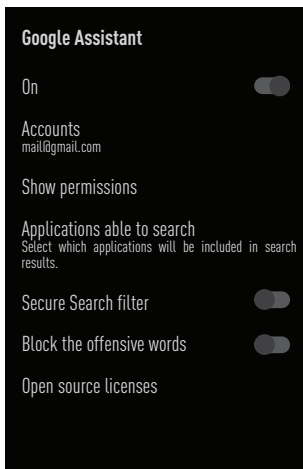 Google Assistant
On
Accounts
mail@gmail.com
Show permissions
Applications able to search
Select which applications will be included in search
results.
Secure Search filter
Block the offensive words
Open source licenses